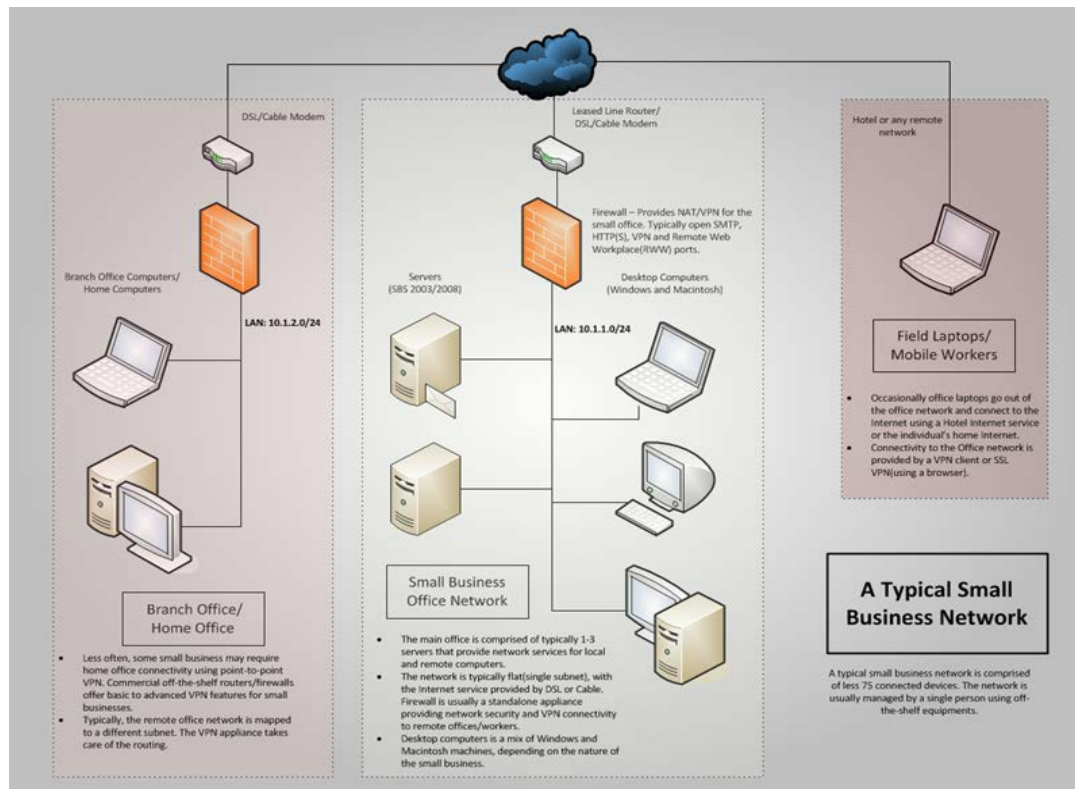 DSL/Cable Modem
Branch Office Computers/
Home Computers
LAN: 10.1.2.0/24
Branch Office/
Home Office
• Less often, some small business may require
home office connectivity using point-to-point
VPN. Commercial off-the-shelf routers/firewalls
offer basic to advanced VPN features for small
businesses.
• Typically, the remote office network is mapped
to a different subnet. The VPN appliance takes
care of the routing.
Leased Line Router/
DSL/Cable Modem
Firewall – Provides NAT/VPN for the
small office. Typically open SMTP,
HTTP(S), VPN and Remote Web
Workplace(RWW) ports.
Servers
(SBS 2003/2008)
Desktop Computers
(Windows and Macintosh)
LAN: 10.1.1.0/24
Small Business
Office Network
• The main office is comprised of typically 1-3
servers that provide network services for local
and remote computers.
• The network is typically flat(single subnet), with
the Internet service provided by DSL or Cable.
Firewall is usually a standalone appliance
providing network security and VPN connectivity
to remote offices/workers.
• Desktop computers is a mix of Windows and
Macintosh machines, depending on the nature of
the small business.
Hotel or any remote
network
Field Laptops/
Mobile Workers
• Occasionally office laptops go out of
the office network and connect to the
Internet using a Hotel Internet service
or the individual's home Internet.
• Connectivity to the Office network is
provided by a VPN client or SSL
VPN(using a browser).
A Typical Small
Business Network
A typical small business network is comprised
of less 75 connected devices. The network is
usually managed by a single person using off-
the-shelf equipments.